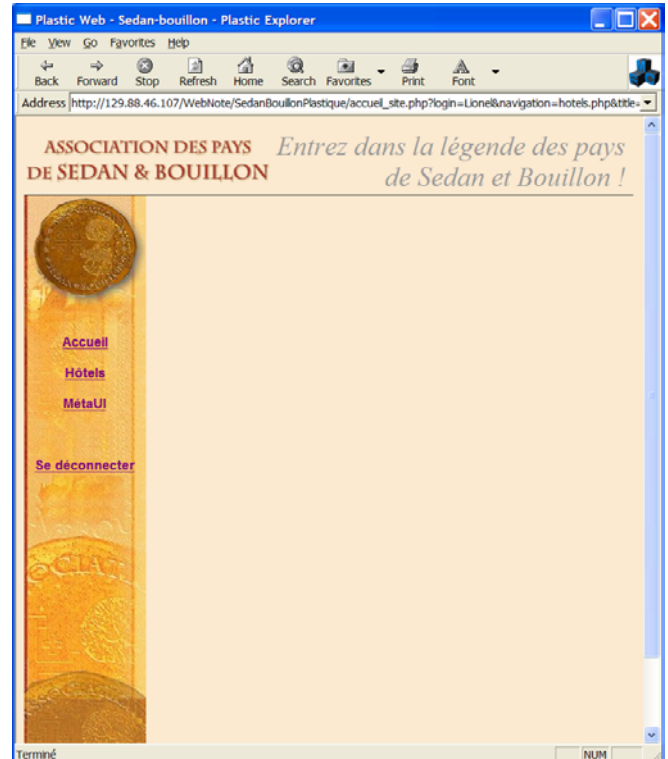 Plastic Web - Sedan-bouillon - Plastic Explorer
File View Go Favorites Help
Back Forward Stop Refresh Home Search Favorites Print Font
Address http://129.88.46.107/WebNote/SedanBouillonPlastique/accueil_site.php?login=Lionel&navigation=hotels.php&title=
ASSOCIATION DES PAYS
DE SEDAN & BOUILLON
Entrez dans la légende des pays
de Sedan et Bouillon !
Accueil
Hôtels
MétaUI
Se déconnecter
Terminé NUM